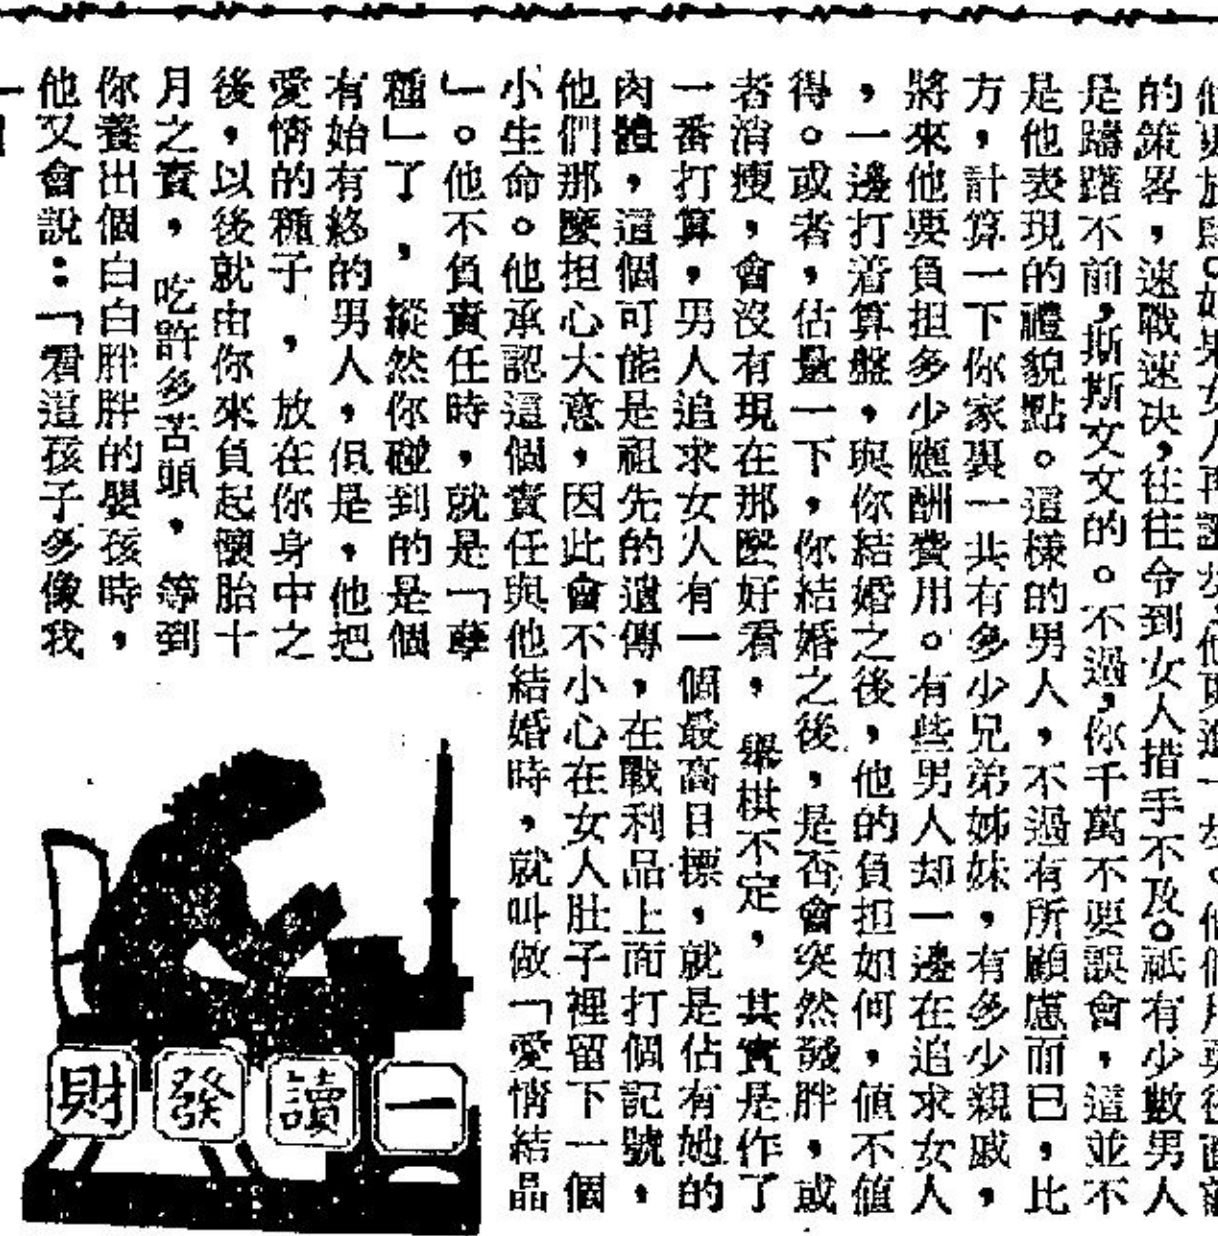 的策畧，速戰速决，往往令到女人措手不及。祇有少數男人
是躊躇不前，斯斯文文的。不過，你千萬不要誤會，這並不
是他表現的禮貌點。這樣的男人，不過有所顧慮而已，比
方，計算一下你家裏一共有多少兄弟姊妹，有多少親戚，
將來他要負担多少應酬費用。有些男人却一邊在追求女人
，一邊打着算盤，與你結婚之後，他的負担如何，值不值
得。或者，估量一下，你結婚之後，是否會突然發胖，或
者消瘦，會沒有現在那麽好看，舉棋不定，其實是作了
一番打算，男人追求女人有一個最高目標，就是佔有她的
肉體，這個可能是祖先的遺傳，在戰利品上面打個記號，
他們那麽担心大意，因此會不小心在女人肚子裡留下一個
小生命。他承認這個責任與他結婚時，就叫做「愛情結晶
」。他不負責任時，就是「孽
種」了，縱然你碰到的是個
有始有終的男人，但是，他把
愛情的種子，放在你身中之
後，以後就由你來負起懷胎十
月之責，吃許多苦頭，等到
你養出個白白胖胖的嬰孩時，
他又會說：「看這孩子多像我
一讀發財